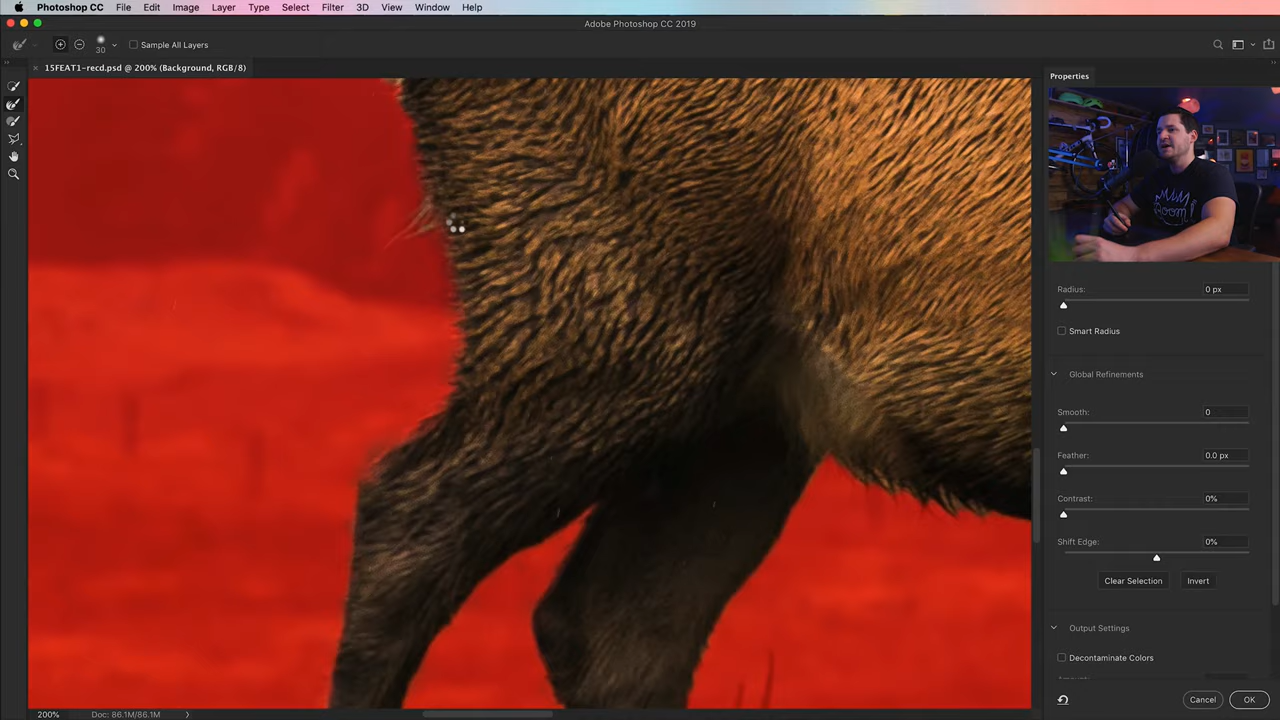 Photoshop CC File Edit Image Layer Type Select Filter 3D View Window Help
Adobe Photoshop CC 2019
30 Sample All Layers
15FEAT1-recd.psd @ 200% (Background, RGB/8)
Properties
Radius: 0 px
Smart Radius
Global Refinements
Smooth: 0
Feather: 0.0 px
Contrast: 0%
Shift Edge: 0%
Clear Selection Invert
Output Settings
Decontaminate Colors
Cancel OK
200% Doc: 86.1M/86.1M